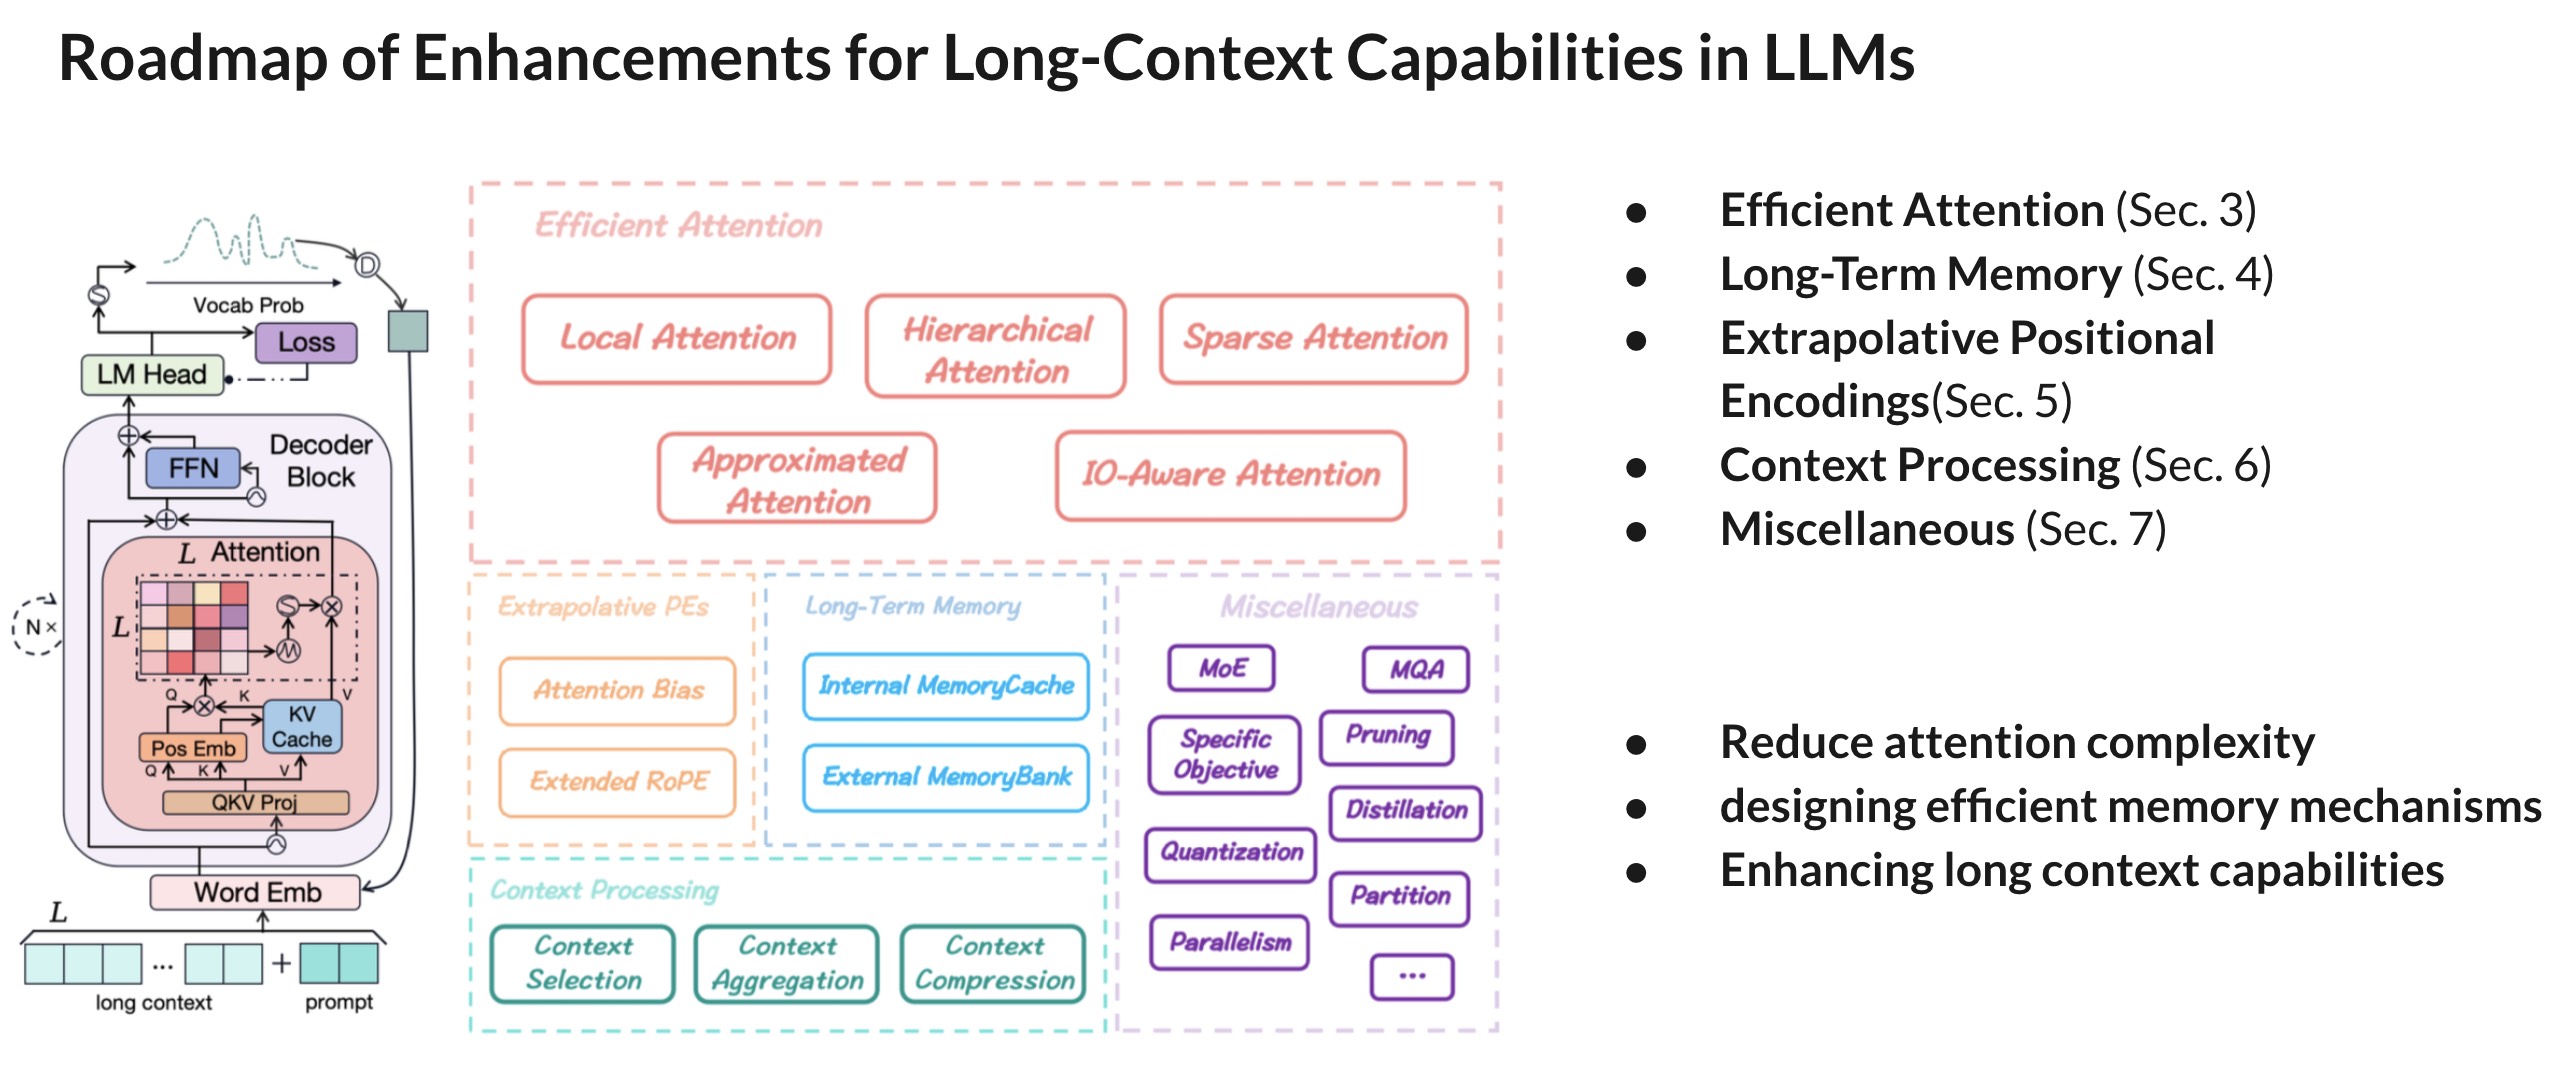 Roadmap of Enhancements for Long-Context Capabilities in LLMs
Vocab Prob
D
S
Loss
LM Head
FFN
Decoder
Block
L Attention
L
S
M
N ×
Q
K
V
KV
Cache
Pos Emb
Q
K
V
QKV Proj
Word Emb
L
...
+
long context
prompt
Efficient Attention
Local Attention
Hierarchical
Attention
Sparse Attention
Approximated
Attention
IO-Aware Attention
Extrapolative PEs
Attention Bias
Extended RoPE
Long-Term Memory
Internal MemoryCache
External MemoryBank
Miscellaneous
MoE
MQA
Specific
Objective
Pruning
Distillation
Quantization
Partition
Parallelism
...
Context Processing
Context
Selection
Context
Aggregation
Context
Compression
● Efficient Attention (Sec. 3)
● Long-Term Memory (Sec. 4)
● Extrapolative Positional
Encodings(Sec. 5)
● Context Processing (Sec. 6)
● Miscellaneous (Sec. 7)
● Reduce attention complexity
● designing efficient memory mechanisms
● Enhancing long context capabilities